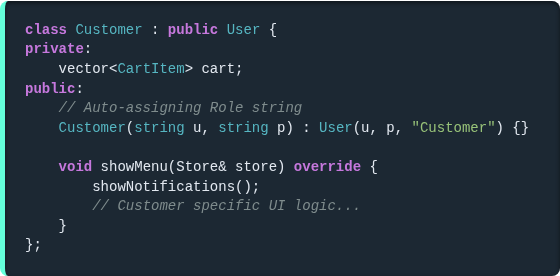 class Customer : public User {
private:
    vector<CartItem> cart;
public:
    // Auto-assigning Role string
    Customer(string u, string p) : User(u, p, "Customer") {}

    void showMenu(Store& store) override {
        showNotifications();
        // Customer specific UI logic...
    }
};